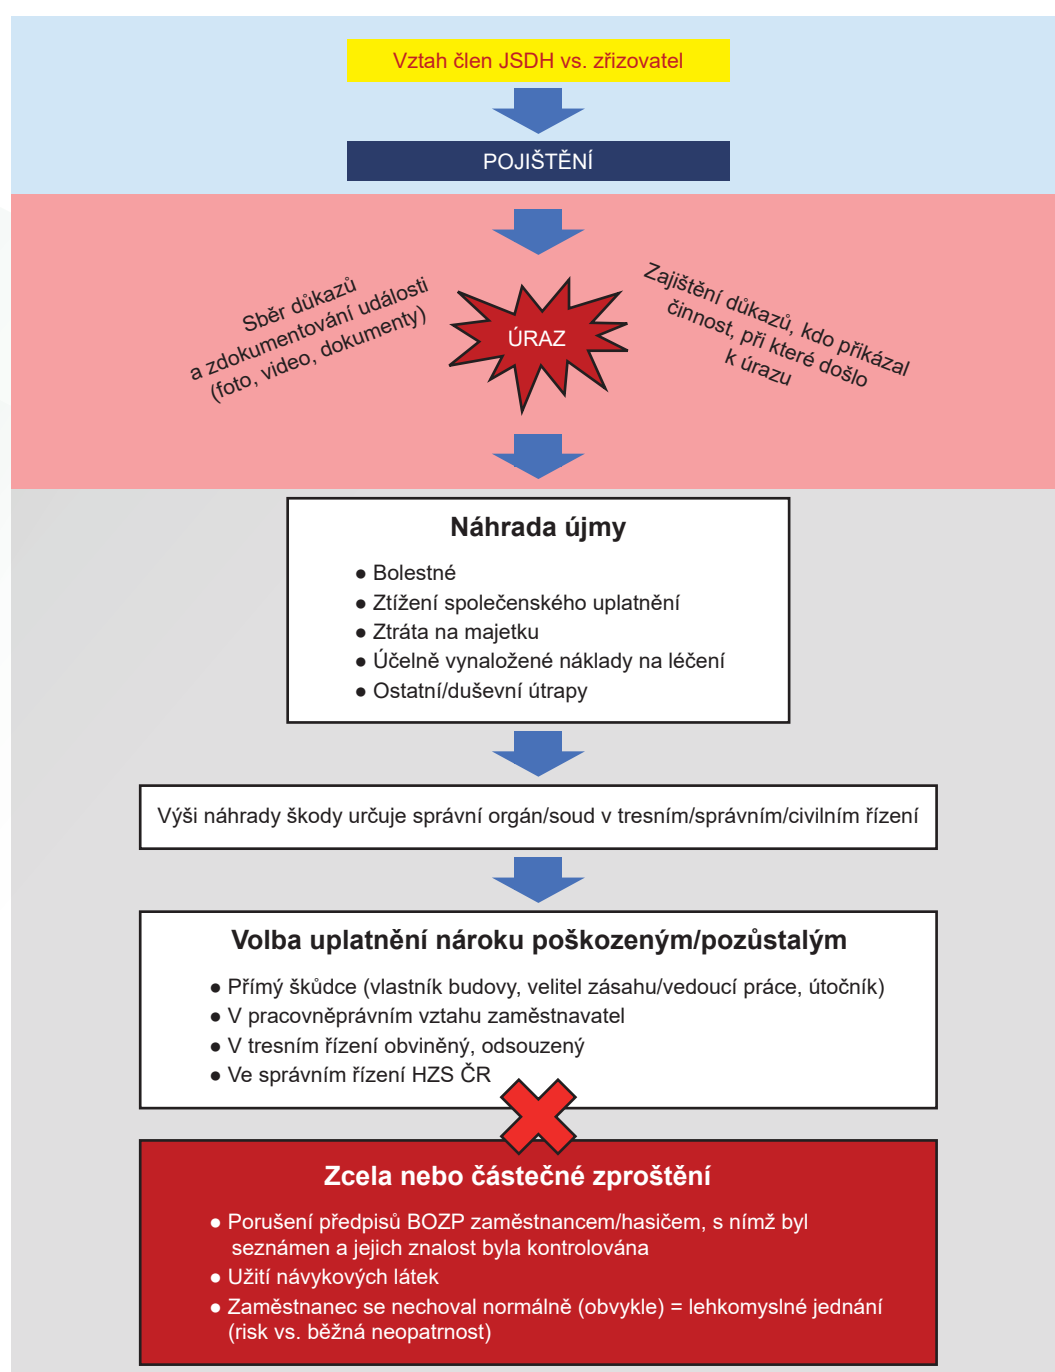 Vztah člen JSDH vs. zřizovatel
POJIŠTĚNÍ
Sběr důkazů
a zdokumentování události
(foto, video, dokumenty)
ÚRAZ
Zajištění důkazů, kdo přikázal
činnost, při které došlo
k úrazu
Náhrada újmy
● Bolestné
● Ztížení společenského uplatnění
● Ztráta na majetku
● Účelně vynaložené náklady na léčení
● Ostatní/duševní útrapy
Výši náhrady škody určuje správní orgán/soud v tresním/správním/civilním řízení
Volba uplatnění nároku poškozeným/pozůstalým
● Přímý škůdce (vlastník budovy, velitel zásahu/vedoucí práce, útočník)
● V pracovněprávním vztahu zaměstnavatel
● V tresním řízení obviněný, odsouzený
● Ve správním řízení HZS ČR
Zcela nebo částečné zproštění
● Porušení předpisů BOZP zaměstnancem/hasičem, s nímž byl
seznámen a jejich znalost byla kontrolována
● Užití návykových látek
● Zaměstnanec se nechoval normálně (obvykle) = lehkomyslné jednání
(risk vs. běžná neopatrnost)